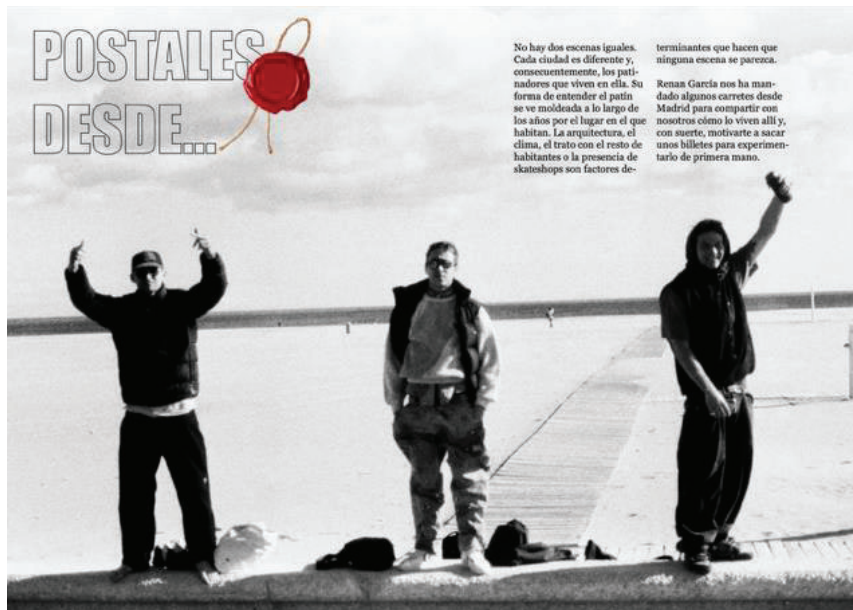 POSTALES
DESDE...
No hay dos escenas iguales.
Cada ciudad es diferente y,
consecuentemente, los pati-
nadores que viven en ella. Su
forma de entender el patín
se ve moldeada a lo largo de
los años por el lugar en el que
habitan. La arquitectura, el
clima, el trato con el resto de
habitantes o la presencia de
skateshops son factores de-
terminantes que hacen que
ninguna escena se parezca.
Renan García nos ha man-
dado algunos carretes desde
Madrid para compartir con
nosotros cómo lo viven allí y,
con suerte, motivarte a sacar
unos billetes para experimen-
tarlo de primera mano.